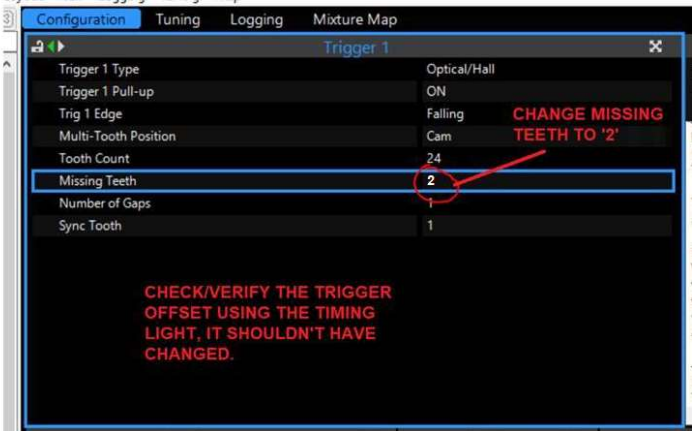 Configuration Tuning Logging Mixture Map
Trigger 1
Trigger 1 Type Optical/Hall
Trigger 1 Pull-up ON
Trig 1 Edge Falling
CHANGE MISSING
TEETH TO '2'
Multi-Tooth Position Cam
Tooth Count 24
Missing Teeth 2
Number of Gaps 1
Sync Tooth 1
CHECK/VERIFY THE TRIGGER
OFFSET USING THE TIMING
LIGHT, IT SHOULDN'T HAVE
CHANGED.